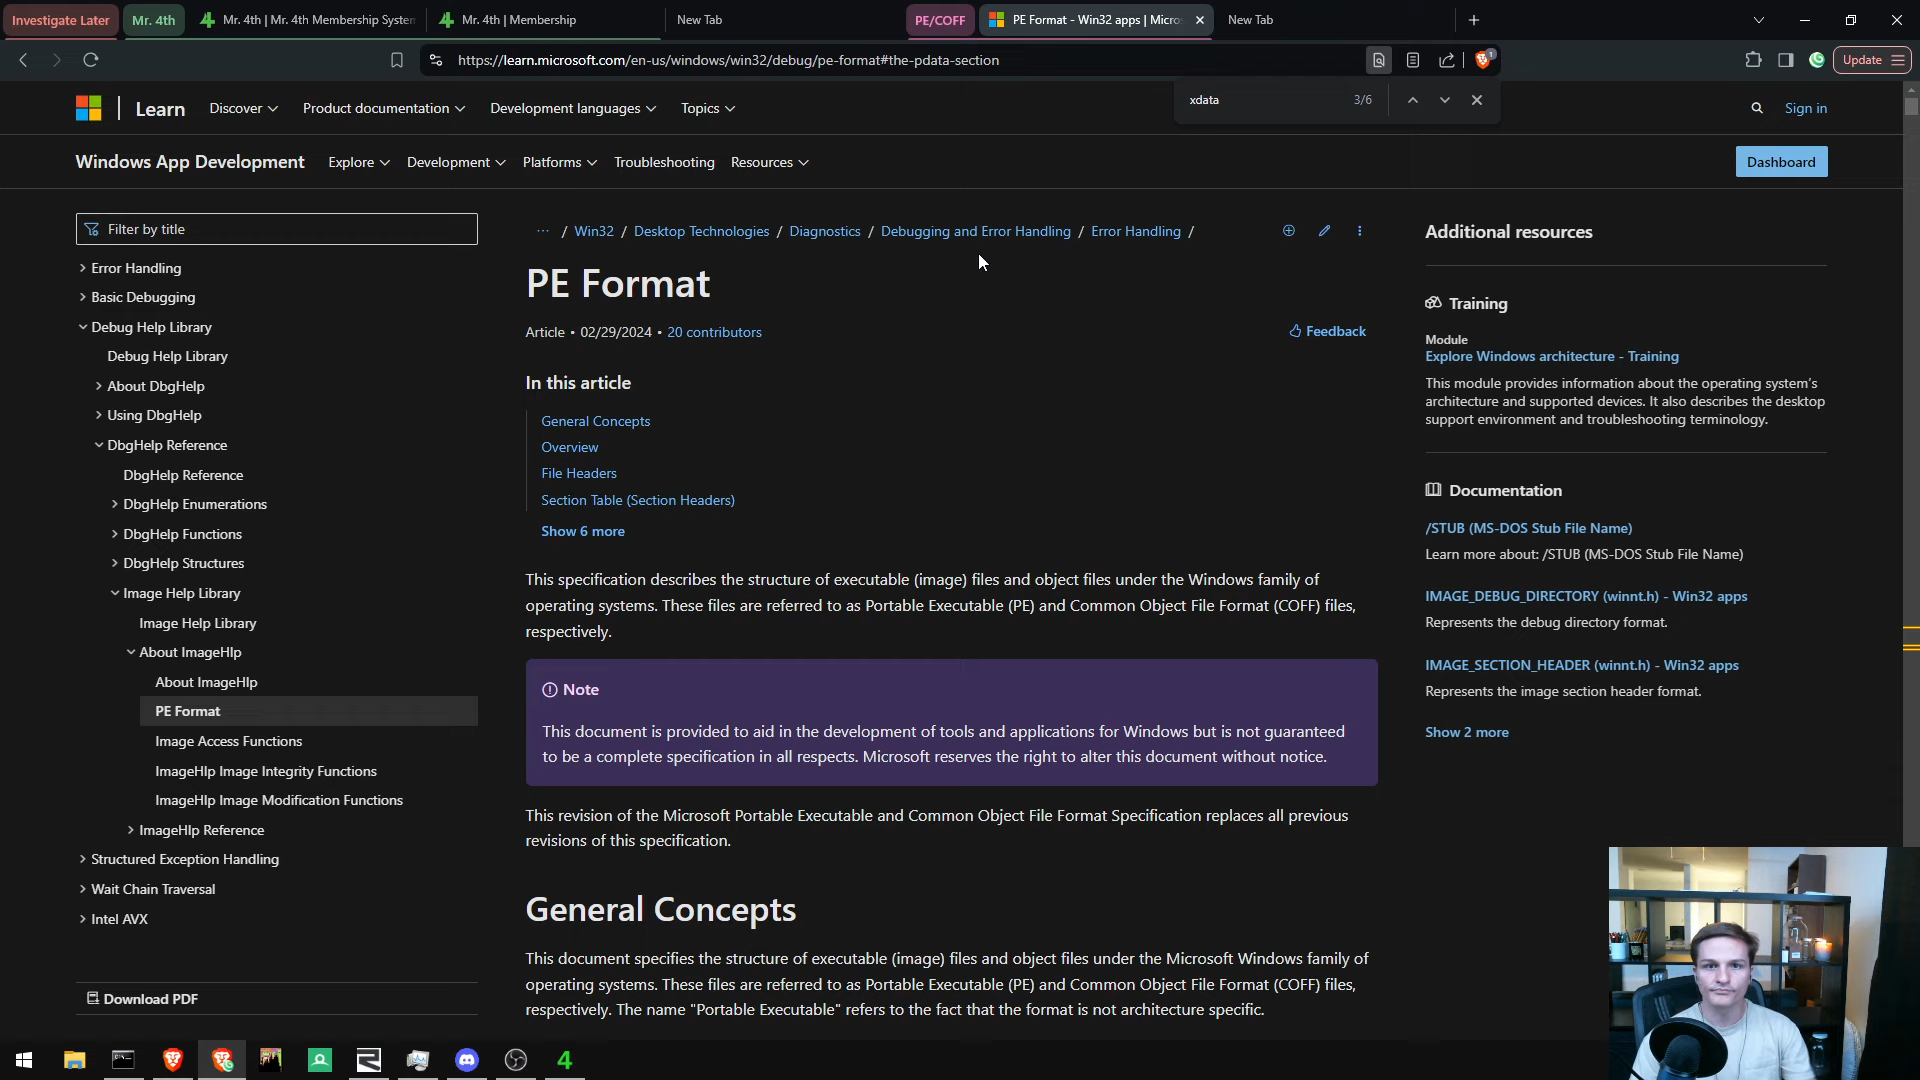 Investigate Later
Mr. 4th
Mr. 4th | Mr. 4th Membership System
Mr. 4th | Membership
New Tab
PE/COFF
PE Format - Win32 apps | Micro
New Tab
https://learn.microsoft.com/en-us/windows/win32/debug/pe-format#the-pdata-section
1
Update
xdata
3/6
Learn
Discover
Product documentation
Development languages
Topics
Sign in
Windows App Development
Explore
Development
Platforms
Troubleshooting
Resources
Dashboard
Filter by title
Error Handling
Basic Debugging
Debug Help Library
Debug Help Library
About DbgHelp
Using DbgHelp
DbgHelp Reference
DbgHelp Reference
DbgHelp Enumerations
DbgHelp Functions
DbgHelp Structures
Image Help Library
Image Help Library
About ImageHlp
About ImageHlp
PE Format
Image Access Functions
ImageHlp Image Integrity Functions
ImageHlp Image Modification Functions
ImageHlp Reference
Structured Exception Handling
Wait Chain Traversal
Intel AVX
Download PDF
··· / Win32 / Desktop Technologies / Diagnostics / Debugging and Error Handling / Error Handling /
PE Format
Article • 02/29/2024 • 20 contributors
Feedback
In this article
General Concepts
Overview
File Headers
Section Table (Section Headers)
Show 6 more
This specification describes the structure of executable (image) files and object files under the Windows family of
operating systems. These files are referred to as Portable Executable (PE) and Common Object File Format (COFF) files,
respectively.
Note
This document is provided to aid in the development of tools and applications for Windows but is not guaranteed
to be a complete specification in all respects. Microsoft reserves the right to alter this document without notice.
This revision of the Microsoft Portable Executable and Common Object File Format Specification replaces all previous
revisions of this specification.
General Concepts
This document specifies the structure of executable (image) files and object files under the Microsoft Windows family of
operating systems. These files are referred to as Portable Executable (PE) and Common Object File Format (COFF) files,
respectively. The name "Portable Executable" refers to the fact that the format is not architecture specific.
Additional resources
Training
Module
Explore Windows architecture - Training
This module provides information about the operating system's
architecture and supported devices. It also describes the desktop
support environment and troubleshooting terminology.
Documentation
/STUB (MS-DOS Stub File Name)
Learn more about: /STUB (MS-DOS Stub File Name)
IMAGE_DEBUG_DIRECTORY (winnt.h) - Win32 apps
Represents the debug directory format.
IMAGE_SECTION_HEADER (winnt.h) - Win32 apps
Represents the image section header format.
Show 2 more